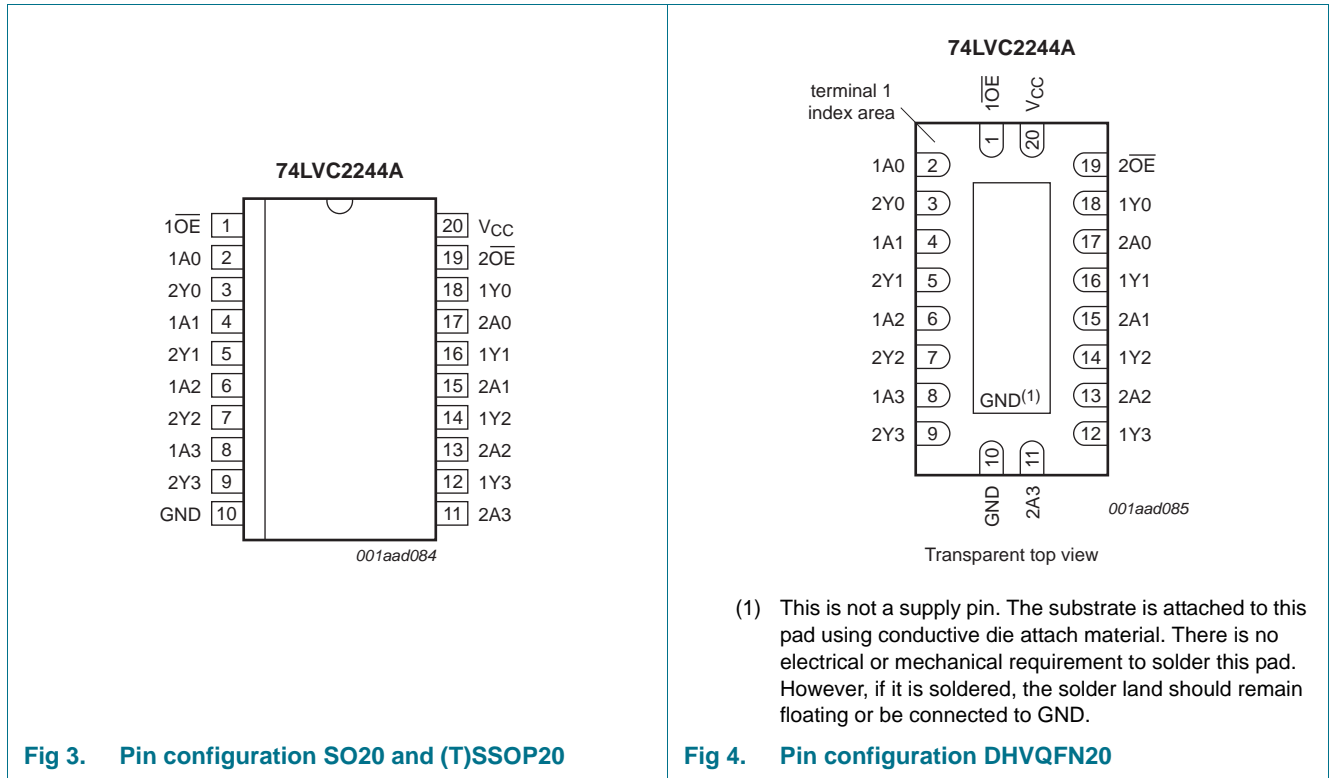 74LVC2244A
1OE 1
1A0 2
2Y0 3
1A1 4
2Y1 5
1A2 6
2Y2 7
1A3 8
2Y3 9
GND 10
20 VCC
19 2OE
18 1Y0
17 2A0
16 1Y1
15 2A1
14 1Y2
13 2A2
12 1Y3
11 2A3
001aad084
Fig 3. Pin configuration SO20 and (T)SSOP20
74LVC2244A
terminal 1
index area
1OE
VCC
1
20
1A0 2
2Y0 3
1A1 4
2Y1 5
1A2 6
2Y2 7
1A3 8
2Y3 9
19 2OE
18 1Y0
17 2A0
16 1Y1
15 2A1
14 1Y2
13 2A2
12 1Y3
GND(1)
10
11
GND
2A3
001aad085
Transparent top view
(1) This is not a supply pin. The substrate is attached to this
pad using conductive die attach material. There is no
electrical or mechanical requirement to solder this pad.
However, if it is soldered, the solder land should remain
floating or be connected to GND.
Fig 4. Pin configuration DHVQFN20